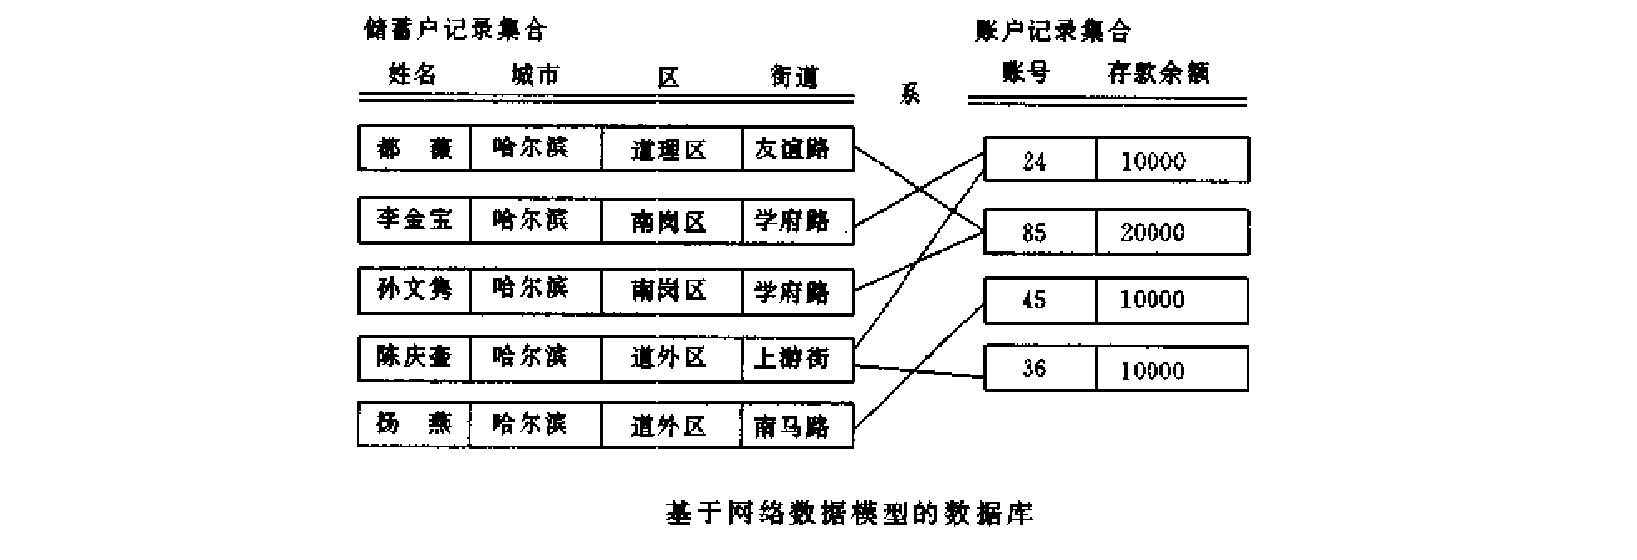 储蓄户记录集合 账户记录集合
姓名 城市 区 街道 系 账号 存款余额
都 薇 哈尔滨 道理区 友谊路 24 10000
李金宝 哈尔滨 南岗区 学府路 85 20000
孙文隽 哈尔滨 南岗区 学府路 45 10000
陈庆奎 哈尔滨 道外区 上游街 36 10000
杨 燕 哈尔滨 道外区 南马路
基于网络数据模型的数据库